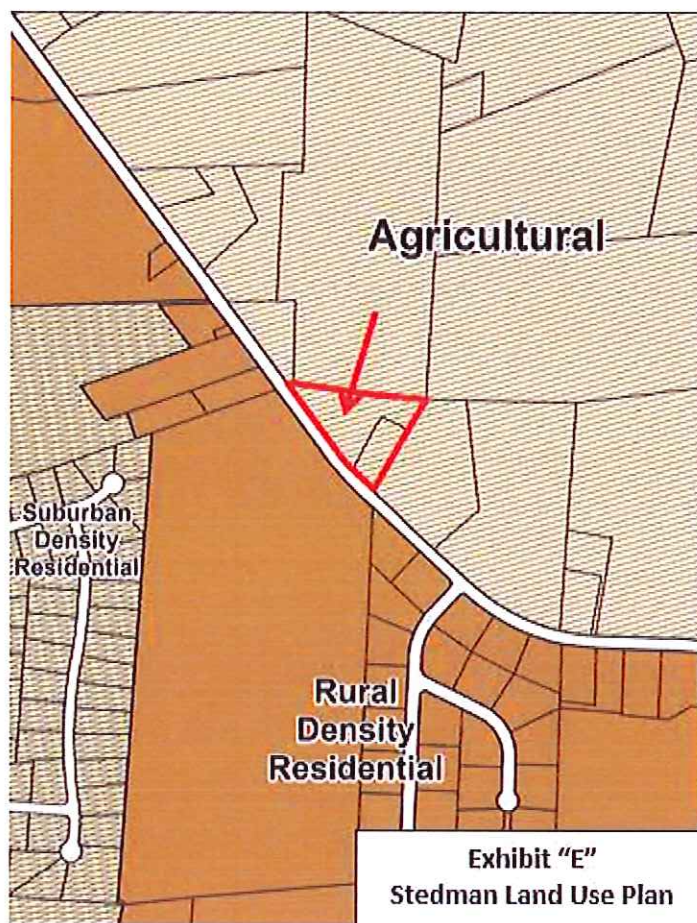 Agricultural
Suburban
Density
Residential
Rural
Density
Residential
Exhibit “E”
Stedman Land Use Plan